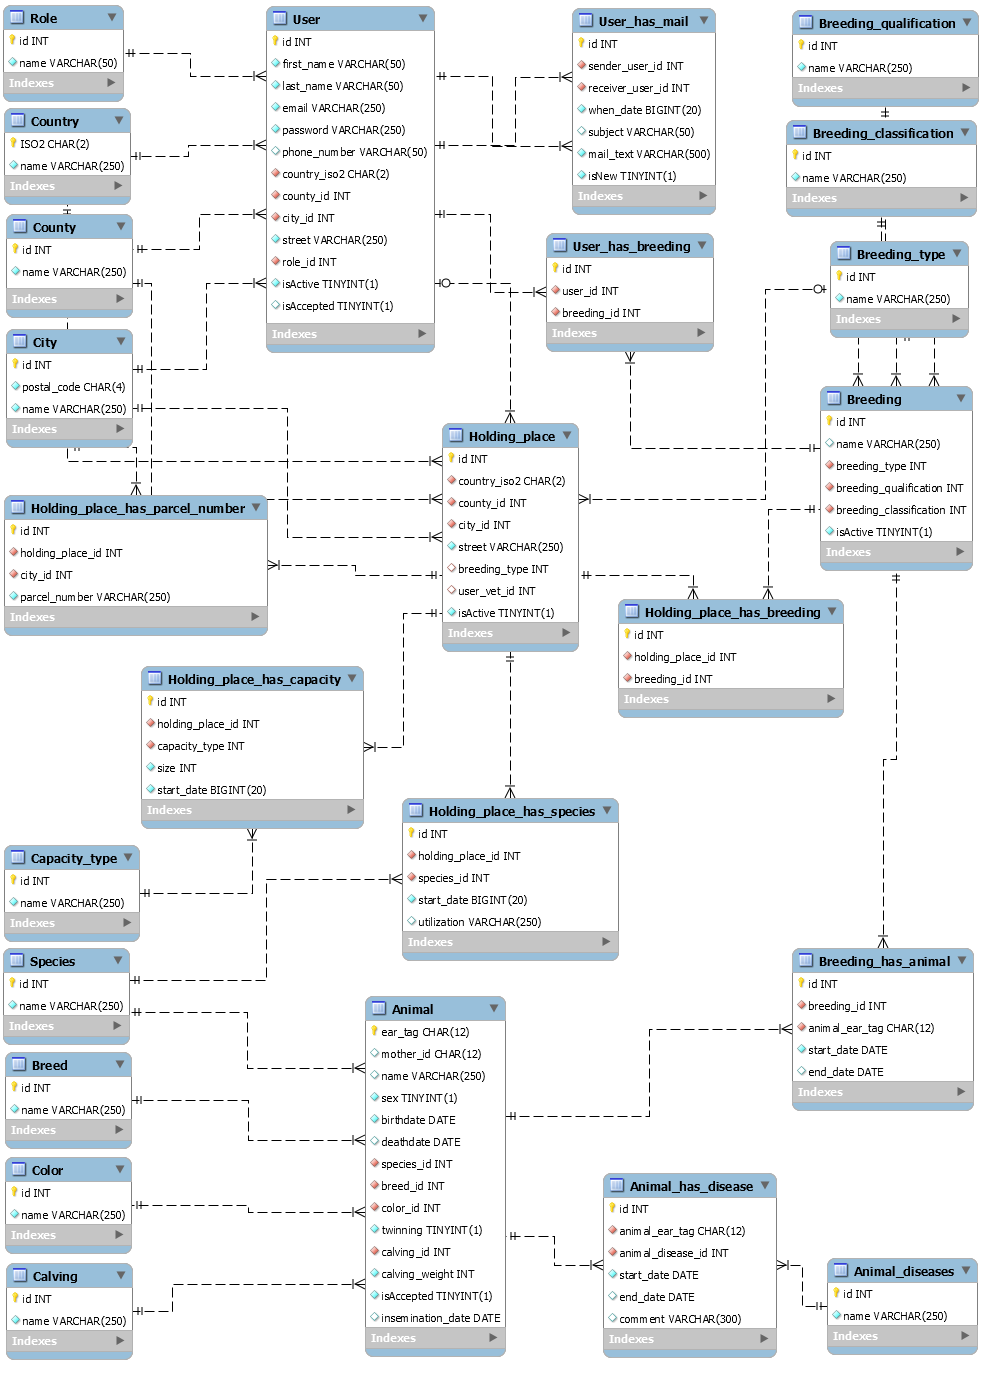 Role
id INT
name VARCHAR(50)
Indexes
Country
ISO2 CHAR(2)
name VARCHAR(250)
Indexes
County
id INT
name VARCHAR(250)
Indexes
City
id INT
postal_code CHAR(4)
name VARCHAR(250)
Indexes
User
id INT
first_name VARCHAR(50)
last_name VARCHAR(50)
email VARCHAR(250)
password VARCHAR(250)
phone_number VARCHAR(50)
country_iso2 CHAR(2)
county_id INT
city_id INT
street VARCHAR(250)
role_id INT
isActive TINYINT(1)
isAccepted TINYINT(1)
Indexes
User_has_mail
id INT
sender_user_id INT
receiver_user_id INT
when_date BIGINT(20)
subject VARCHAR(50)
mail_text VARCHAR(500)
isNew TINYINT(1)
Indexes
User_has_breeding
id INT
user_id INT
breeding_id INT
Indexes
Breeding_qualification
id INT
name VARCHAR(250)
Indexes
Breeding_classification
id INT
name VARCHAR(250)
Indexes
Breeding_type
id INT
name VARCHAR(250)
Indexes
Breeding
id INT
name VARCHAR(250)
breeding_type INT
breeding_qualification INT
breeding_classification INT
isActive TINYINT(1)
Indexes
Holding_place
id INT
country_iso2 CHAR(2)
county_id INT
city_id INT
street VARCHAR(250)
breeding_type INT
user_vet_id INT
isActive TINYINT(1)
Indexes
Holding_place_has_parcel_number
id INT
holding_place_id INT
city_id INT
parcel_number VARCHAR(250)
Indexes
Holding_place_has_breeding
id INT
holding_place_id INT
breeding_id INT
Indexes
Holding_place_has_capacity
id INT
holding_place_id INT
capacity_type INT
size INT
start_date BIGINT(20)
Indexes
Holding_place_has_species
id INT
holding_place_id INT
species_id INT
start_date BIGINT(20)
utilization VARCHAR(250)
Indexes
Capacity_type
id INT
name VARCHAR(250)
Indexes
Species
id INT
name VARCHAR(250)
Indexes
Breed
id INT
name VARCHAR(250)
Indexes
Color
id INT
name VARCHAR(250)
Indexes
Calving
id INT
name VARCHAR(250)
Indexes
Animal
ear_tag CHAR(12)
mother_id CHAR(12)
name VARCHAR(250)
sex TINYINT(1)
birthdate DATE
deathdate DATE
species_id INT
breed_id INT
color_id INT
twinning TINYINT(1)
calving_id INT
calving_weight INT
isAccepted TINYINT(1)
insemination_date DATE
Indexes
Breeding_has_animal
id INT
breeding_id INT
animal_ear_tag CHAR(12)
start_date DATE
end_date DATE
Indexes
Animal_has_disease
id INT
animal_ear_tag CHAR(12)
animal_disease_id INT
start_date DATE
end_date DATE
comment VARCHAR(300)
Indexes
Animal_diseases
id INT
name VARCHAR(250)
Indexes